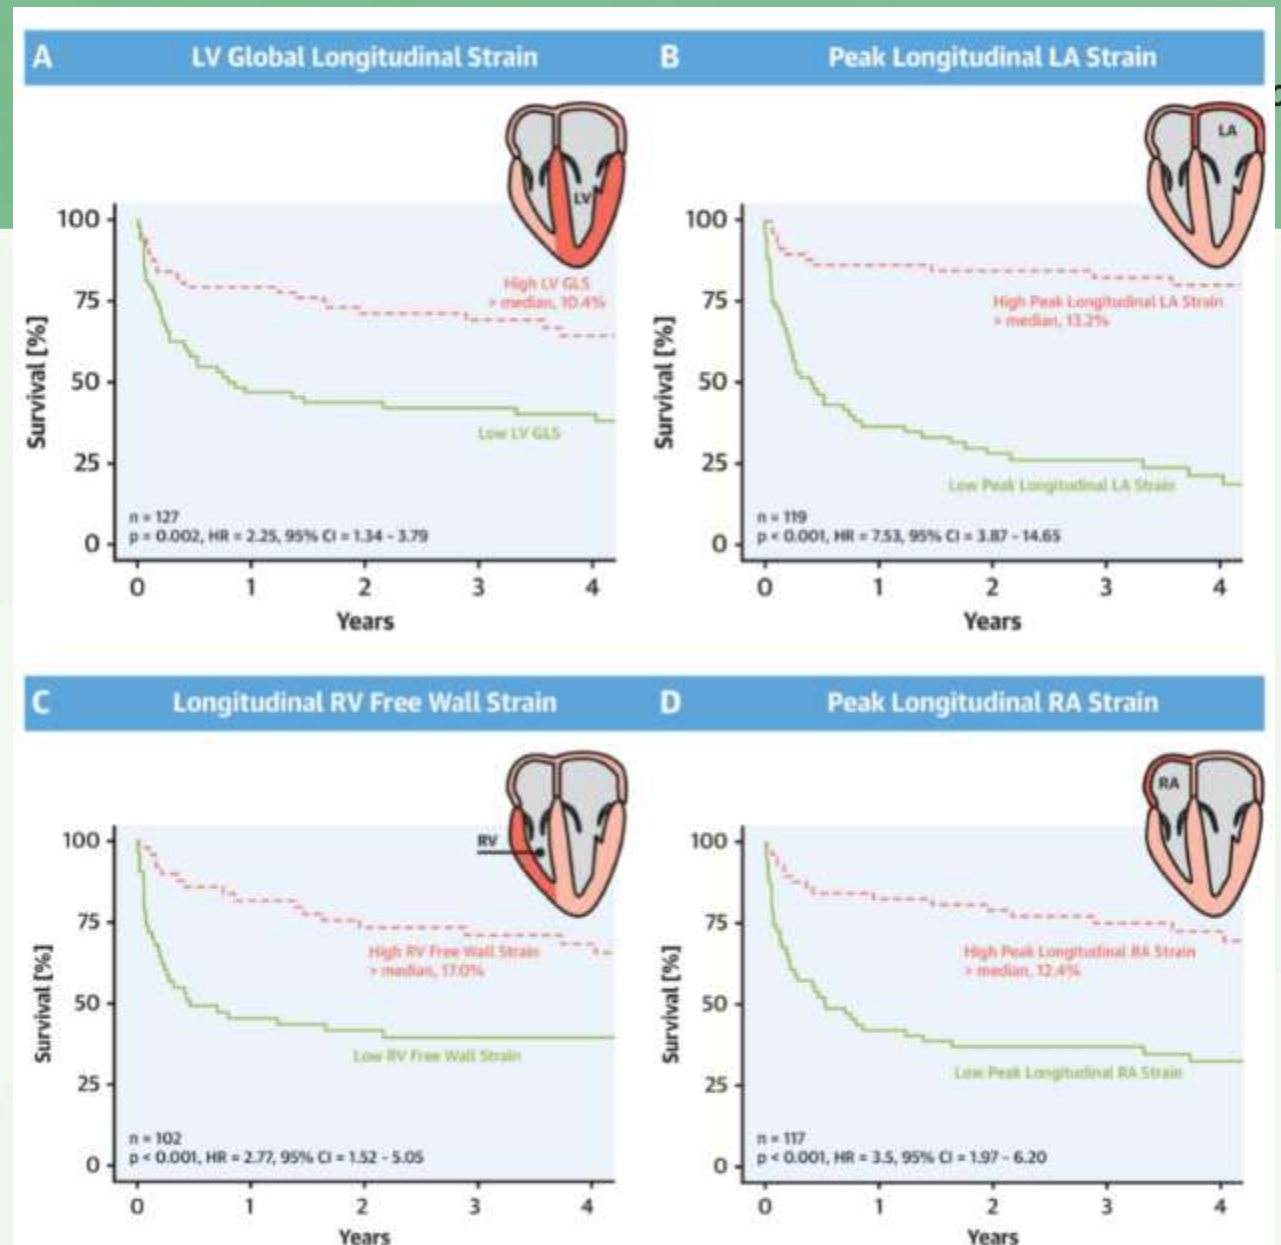 A LV Global Longitudinal Strain
LV
100
75
50
25
0
Survival [%]
High LV GLS
> median, 10.4%
Low LV GLS
n = 127
p = 0.002, HR = 2.25, 95% CI = 1.34 - 3.79
0 1 2 3 4
Years
B Peak Longitudinal LA Strain
LA
100
75
50
25
0
Survival [%]
High Peak Longitudinal LA Strain
> median, 13.2%
Low Peak Longitudinal LA Strain
n = 119
p < 0.001, HR = 7.53, 95% CI = 3.87 - 14.65
0 1 2 3 4
Years
C Longitudinal RV Free Wall Strain
RV
100
75
50
25
0
Survival [%]
High RV Free Wall Strain
> median, 17.0%
Low RV Free Wall Strain
n = 102
p < 0.001, HR = 2.77, 95% CI = 1.52 - 5.05
0 1 2 3 4
Years
D Peak Longitudinal RA Strain
RA
100
75
50
25
0
Survival [%]
High Peak Longitudinal RA Strain
> median, 12.4%
Low Peak Longitudinal RA Strain
n = 117
p < 0.001, HR = 3.5, 95% CI = 1.97 - 6.20
0 1 2 3 4
Years